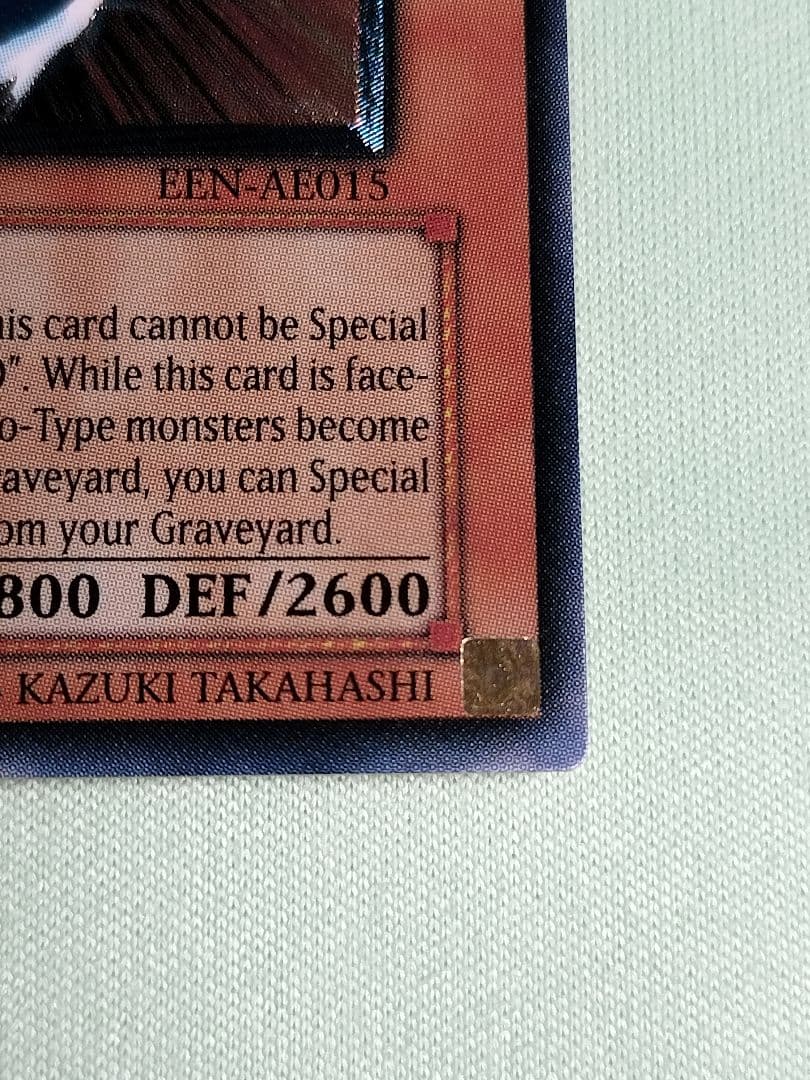 EEN-AE015
is card cannot be Special
". While this card is face-
o-Type monsters become
aveyard, you can Special
om your Graveyard.
800 DEF/2600
KAZUKI TAKAHASHI